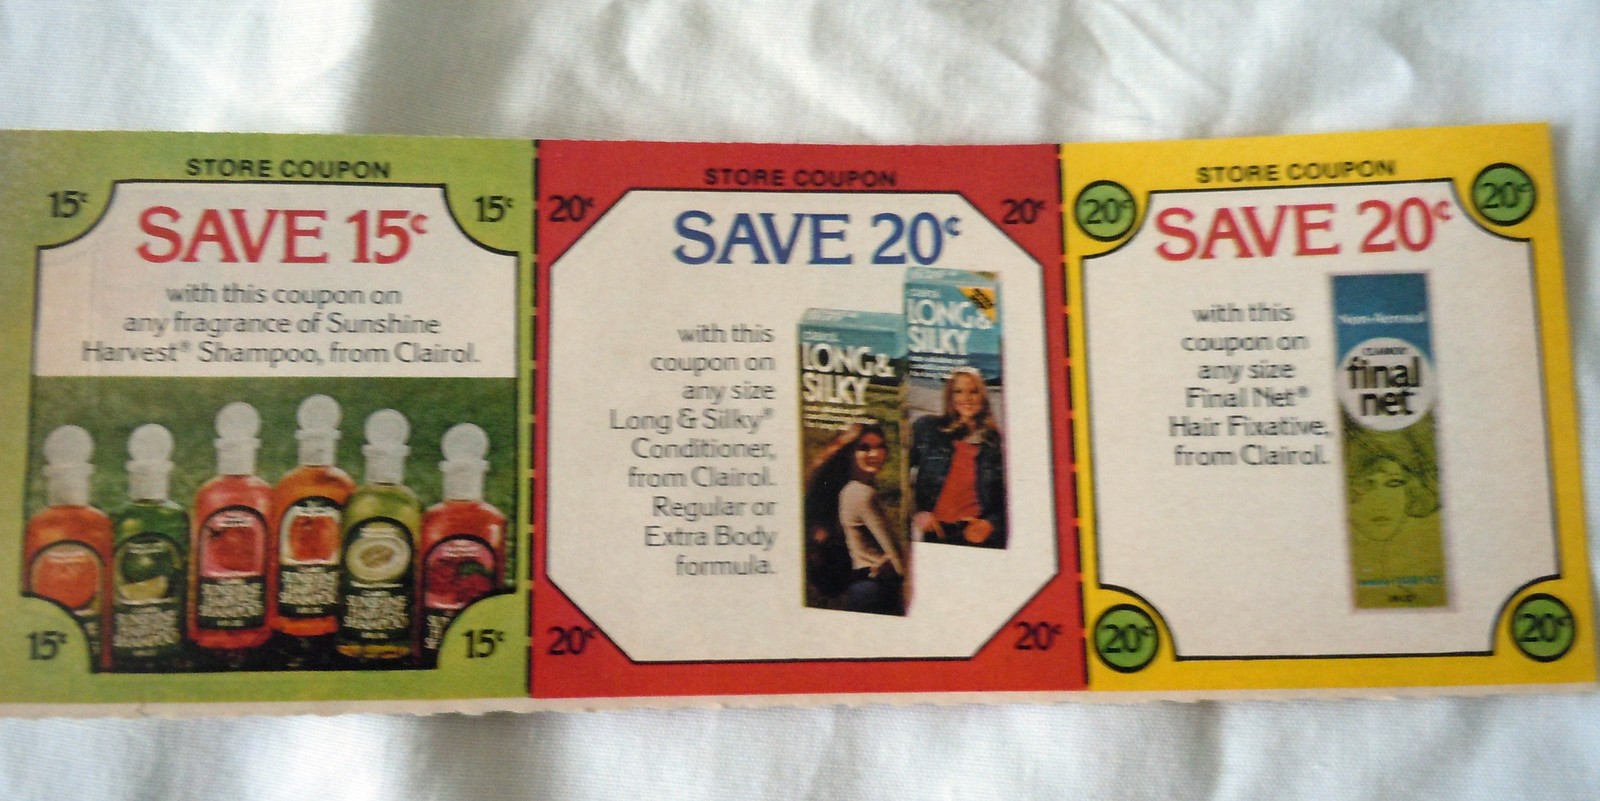 STORE COUPON
15¢ 15¢
SAVE 15¢
with this coupon on
any fragrance of Sunshine
Harvest® Shampoo, from Clairol.
15¢ 15¢
STORE COUPON
20¢ 20¢
SAVE 20¢
with this
coupon on
any size
Long & Silky®
Conditioner,
from Clairol.
Regular or
Extra Body
formula.
LONG &
SILKY
LONG &
SILKY
20¢ 20¢
STORE COUPON
20¢ 20¢
SAVE 20¢
with this
coupon on
any size
Final Net®
Hair Fixative,
from Clairol.
Non-Aerosol
final
net
20¢ 20¢